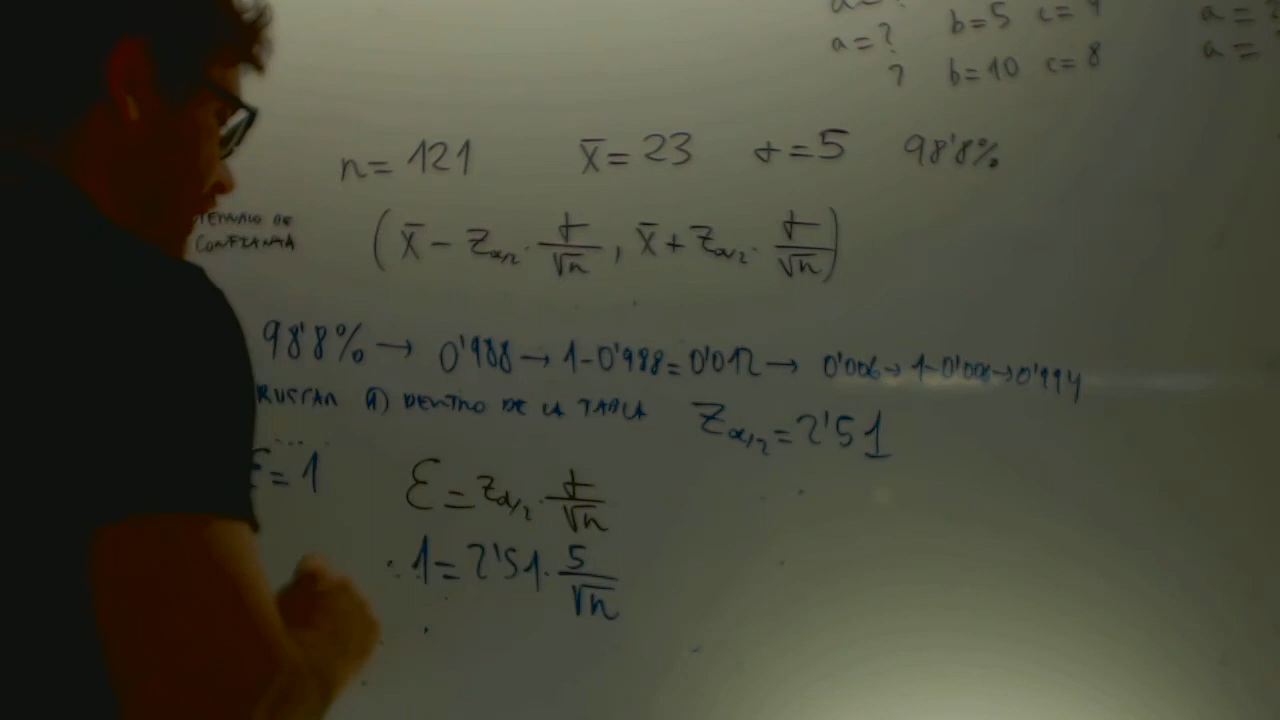 a=?
a=? b=5 c=4 a=
? b=10 c=8 a=
n=121 x̄=23 σ=5 98'8%
CONFIANZA
(x̄ - Zα/2 · σ/√n , x̄ + Zα/2 · σ/√n)
98'8% → 0'988 → 1-0'988=0'012 → 0'006 → 1-0'006→0'994
DENTRO DE LA TABLA Zα/2=2'51
ε=1 ε=Zα/2 · σ/√n
1=2'51 · 5/√n